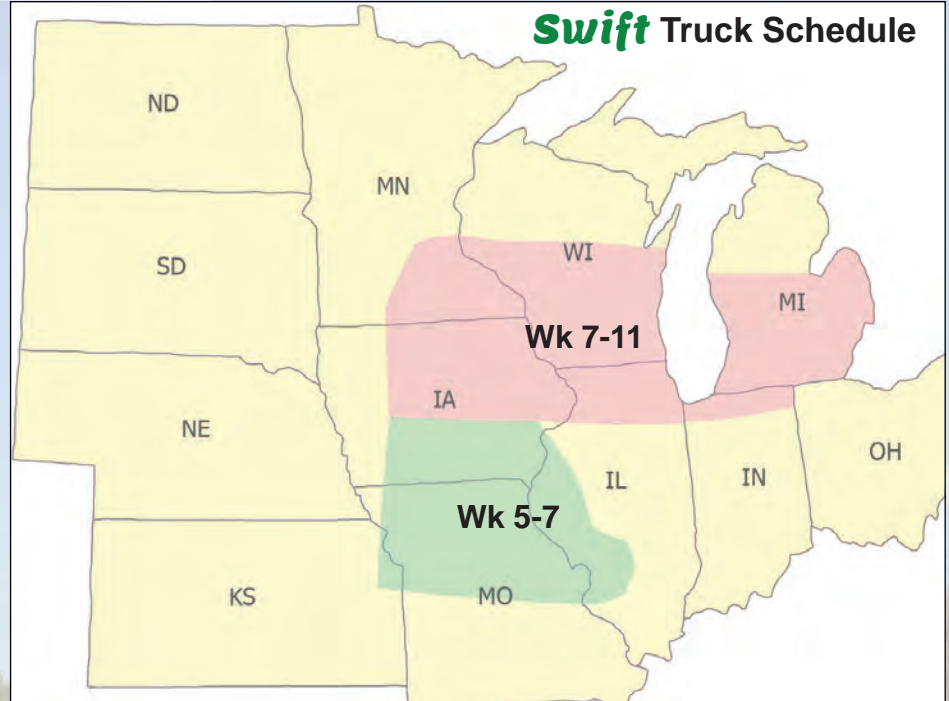 Swift Truck Schedule
ND
MN
SD
WI
MI
Wk 7-11
IA
NE
OH
IL
IN
Wk 5-7
KS
MO